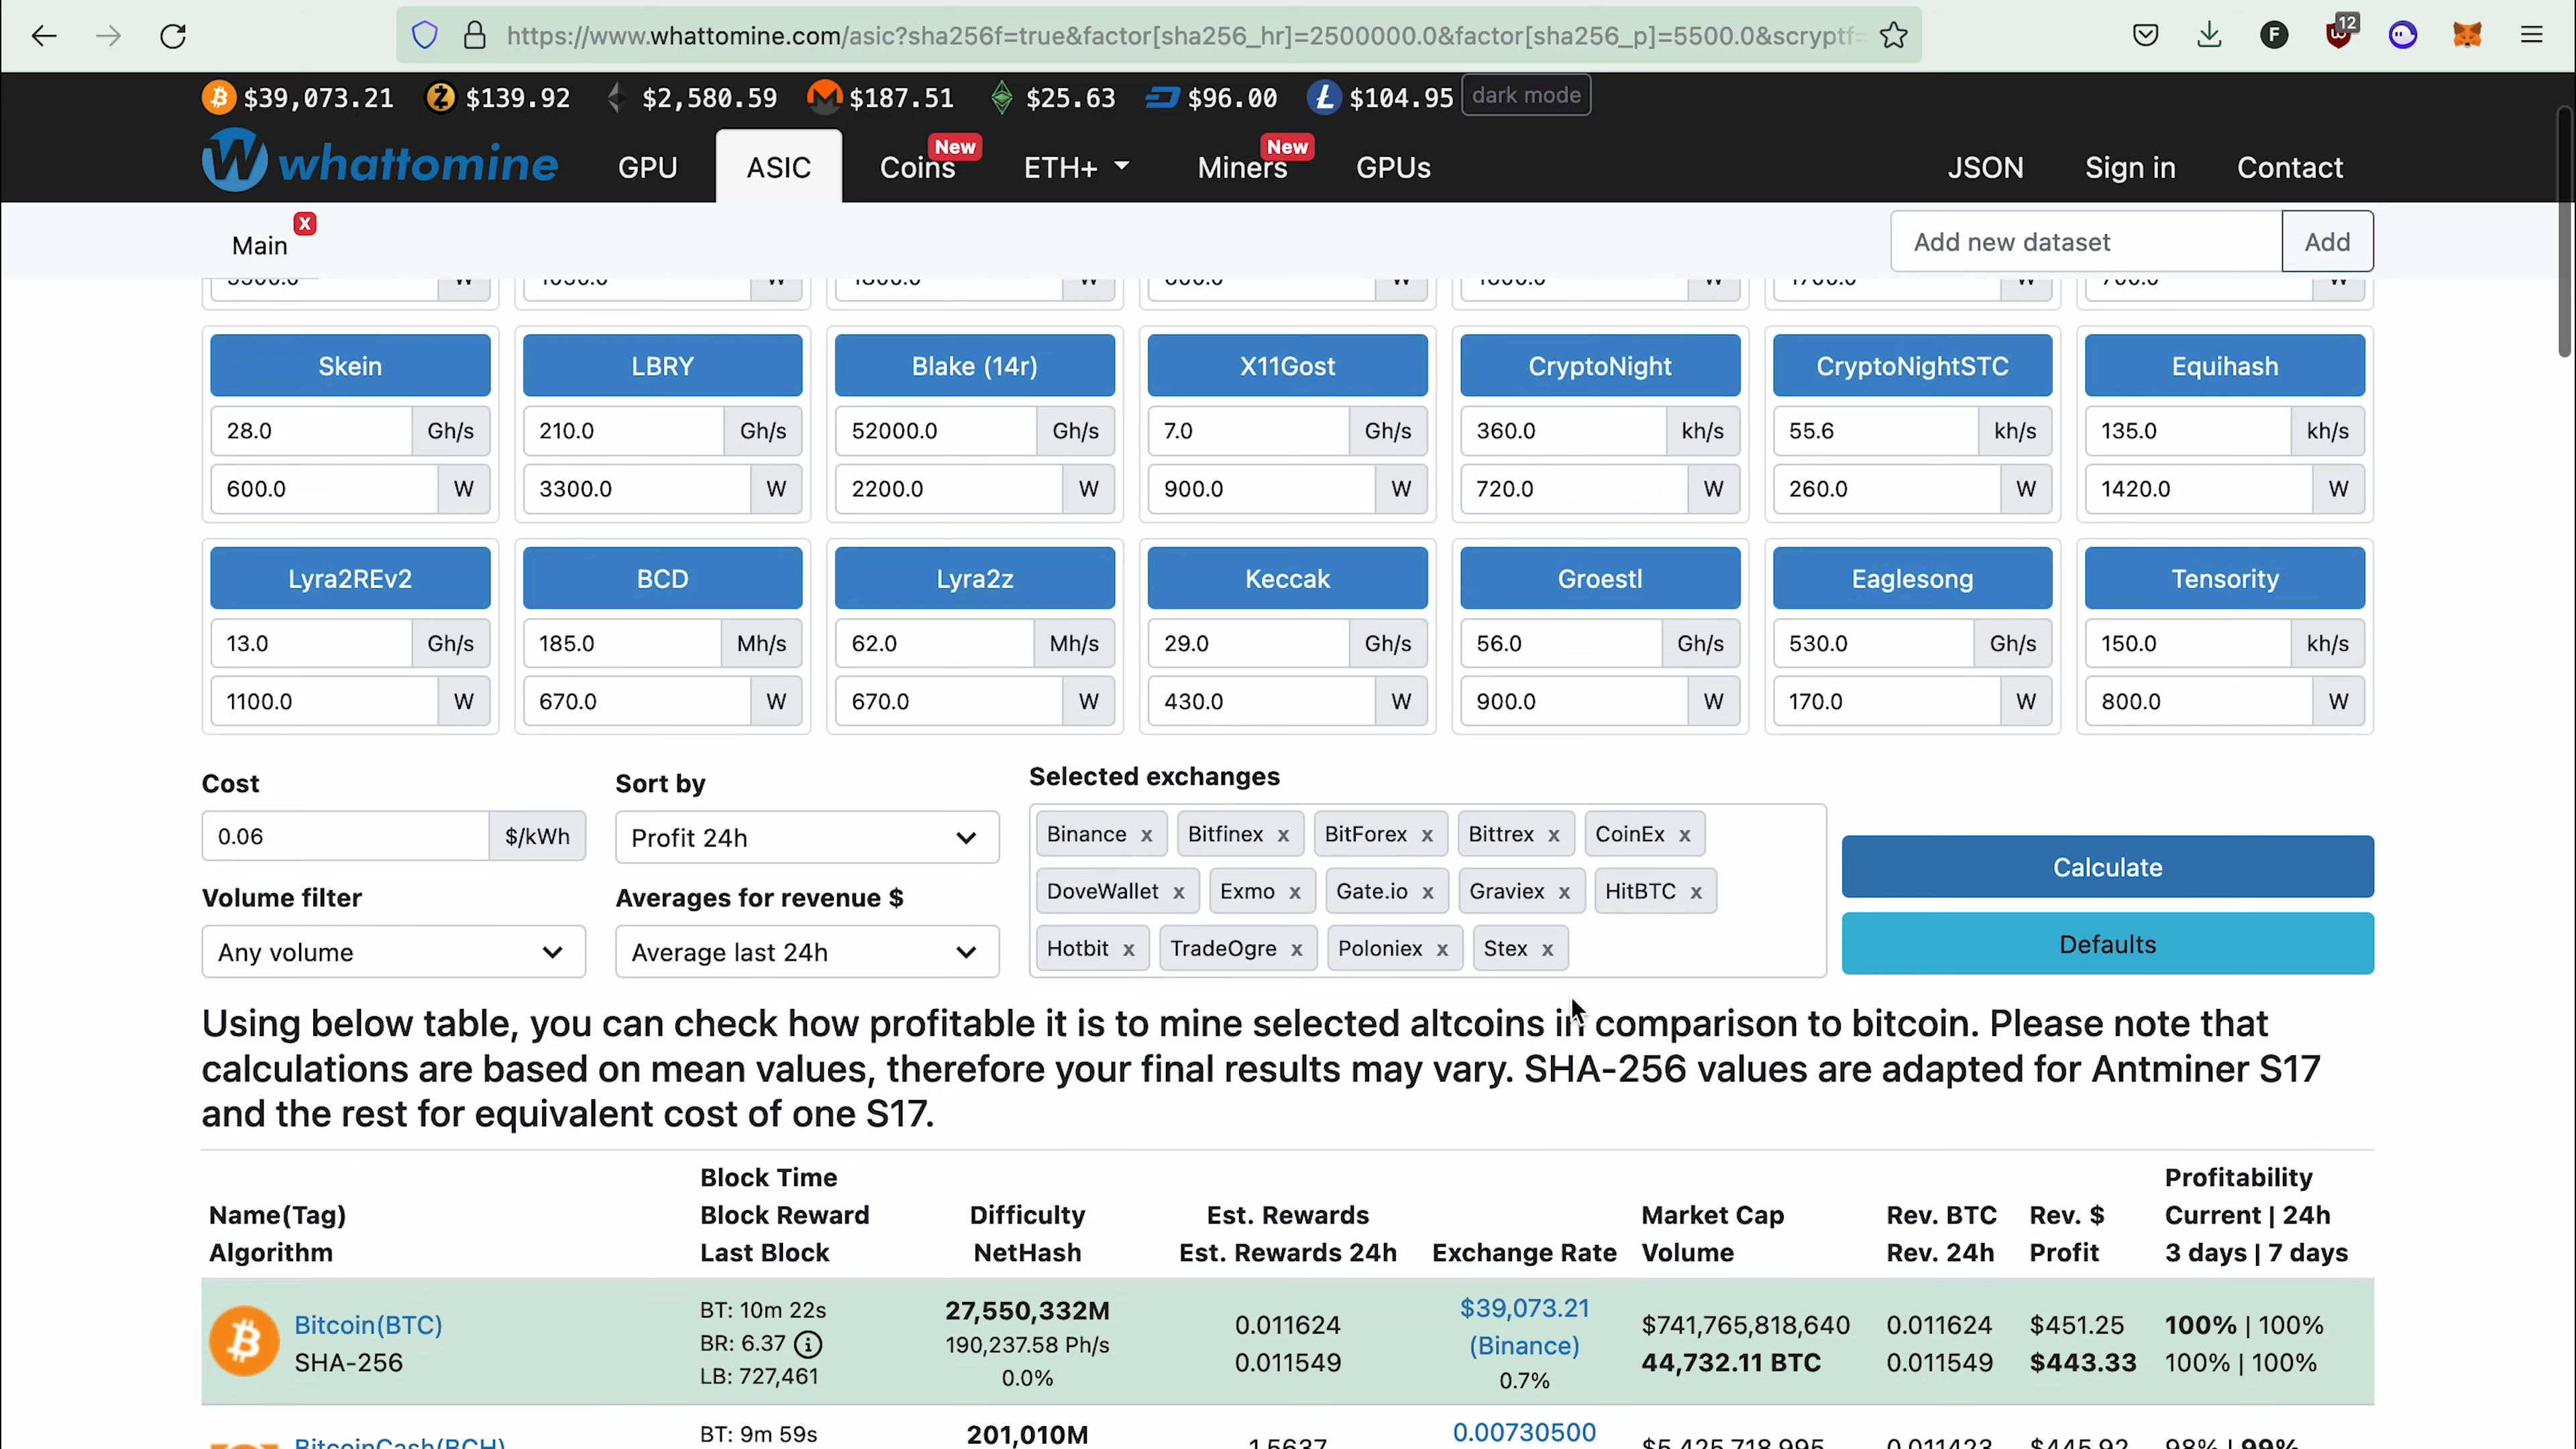 https://www.whattomine.com/asic?sha256f=true&factor[sha256_hr]=2500000.0&factor[sha256_p]=5500.0&scryptf=
12
$39,073.21 $139.92 $2,580.59 $187.51 $25.63 $96.00 $104.95 dark mode
whattomine GPU ASIC Coins New ETH+ Miners New GPUs JSON Sign in Contact
Main x Add new dataset Add
Skein LBRY Blake (14r) X11Gost CryptoNight CryptoNightSTC Equihash
28.0 Gh/s 210.0 Gh/s 52000.0 Gh/s 7.0 Gh/s 360.0 kh/s 55.6 kh/s 135.0 kh/s
600.0 W 3300.0 W 2200.0 W 900.0 W 720.0 W 260.0 W 1420.0 W
Lyra2REv2 BCD Lyra2z Keccak Groestl Eaglesong Tensority
13.0 Gh/s 185.0 Mh/s 62.0 Mh/s 29.0 Gh/s 56.0 Gh/s 530.0 Gh/s 150.0 kh/s
1100.0 W 670.0 W 670.0 W 430.0 W 900.0 W 170.0 W 800.0 W
Cost Sort by Selected exchanges
0.06 $/kWh Profit 24h Binance x Bitfinex x BitForex x Bittrex x CoinEx x
Calculate
Volume filter Averages for revenue $ DoveWallet x Exmo x Gate.io x Graviex x HitBTC x
Any volume Average last 24h Hotbit x TradeOgre x Poloniex x Stex x
Defaults
Using below table, you can check how profitable it is to mine selected altcoins in comparison to bitcoin. Please note that
calculations are based on mean values, therefore your final results may vary. SHA-256 values are adapted for Antminer S17
and the rest for equivalent cost of one S17.
Block Time Profitability
Name(Tag) Block Reward Difficulty Est. Rewards Market Cap Rev. BTC Rev. $ Current | 24h
Algorithm Last Block NetHash Est. Rewards 24h Exchange Rate Volume Rev. 24h Profit 3 days | 7 days
BT: 10m 22s 27,550,332M $39,073.21
Bitcoin(BTC) BR: 6.37 190,237.58 Ph/s 0.011624 (Binance) $741,765,818,640 0.011624 $451.25 100% | 100%
SHA-256 LB: 727,461 0.0% 0.011549 0.7% 44,732.11 BTC 0.011549 $443.33 100% | 100%
BT: 9m 59s 201,010M 0.00730500
BitcoinCash(BCH) 1.5637 $5,425,718,995 0.011423 $445.92 98% | 99%